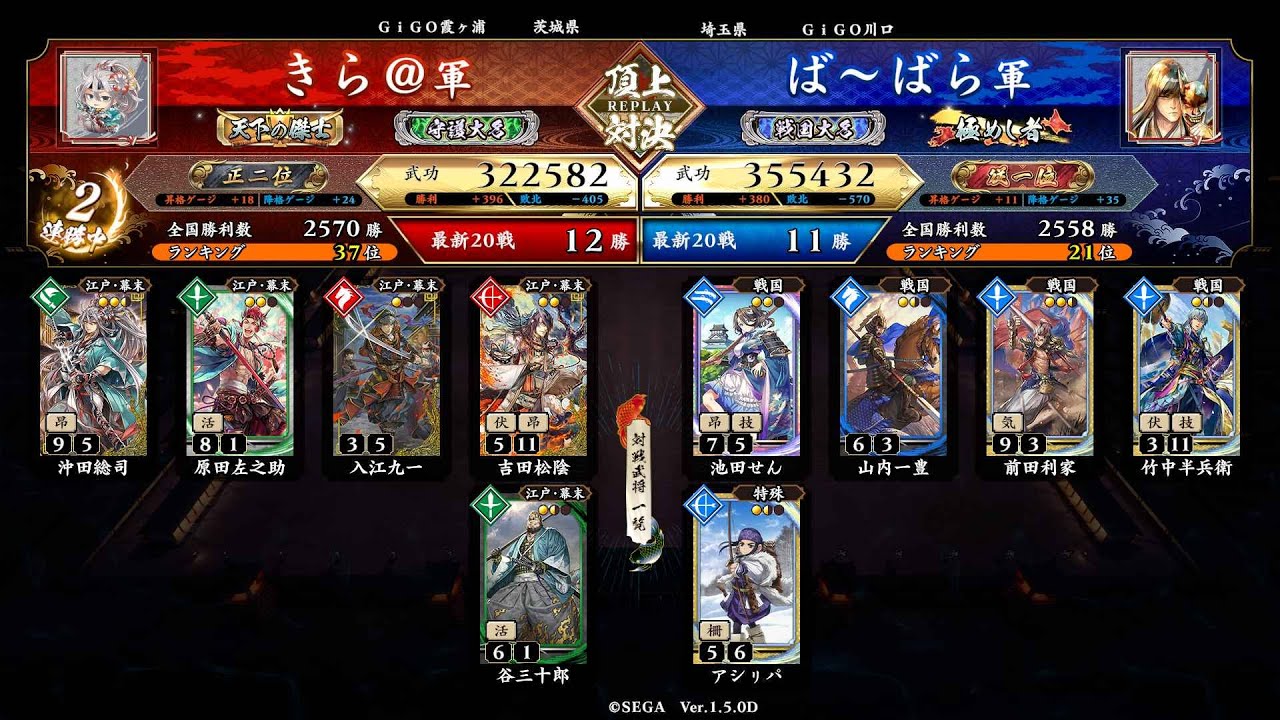 GiGO霞ヶ浦 茨城県
埼玉県 GiGO川口
きら@軍
頂上
REPLAY
対決
ば〜ばら軍
天下の傑士
守護大名
戦国大名
極めし者
2
連勝中
正二位
昇格ゲージ +18 降格ゲージ +24
武功 322582
勝利 +396 敗北 -405
武功 355432
勝利 +380 敗北 -570
従一位
昇格ゲージ +11 降格ゲージ +35
全国勝利数 2570勝
ランキング 37位
最新20戦 12勝
最新20戦 11勝
全国勝利数 2558勝
ランキング 21位
江戸・幕末
昴
9 5
沖田総司
江戸・幕末
活
8 1
原田左之助
江戸・幕末
3 5
入江九一
江戸・幕末
伏 昴
5 11
吉田松陰
江戸・幕末
活
6 1
谷三十郎
対戦武将一覧
戦国
昴 技
7 5
池田せん
戦国
6 3
山内一豊
戦国
気
9 3
前田利家
戦国
伏 技
3 11
竹中半兵衛
特殊
柵
5 6
アシㇼパ
©SEGA Ver.1.5.0D